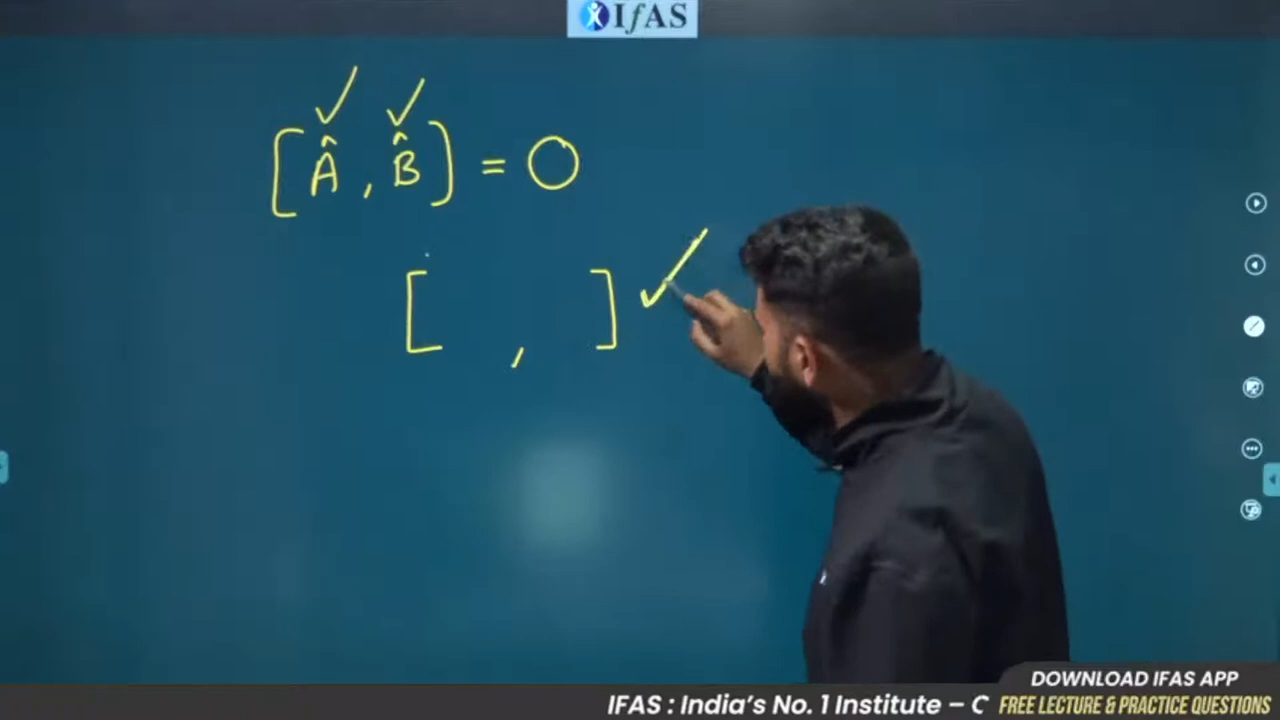 IfAS
[Â, B̂] = 0
[ , ]
DOWNLOAD IFAS APP
IFAS : India's No. 1 Institute – C
FREE LECTURE & PRACTICE QUESTIONS